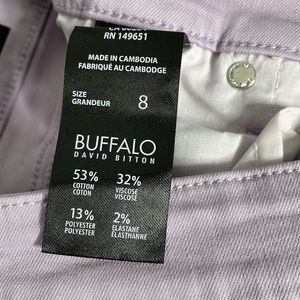 RN 149651
MADE IN CAMBODIA
FABRIQUÉ AU CAMBODGE
SIZE
GRANDEUR 8
BUFFALO
DAVID BITTON
53% 32%
COTTON VISCOSE
COTON VISCOSE
13% 2%
POLYESTER ELASTANE
POLYESTER ÉLASTHANNE